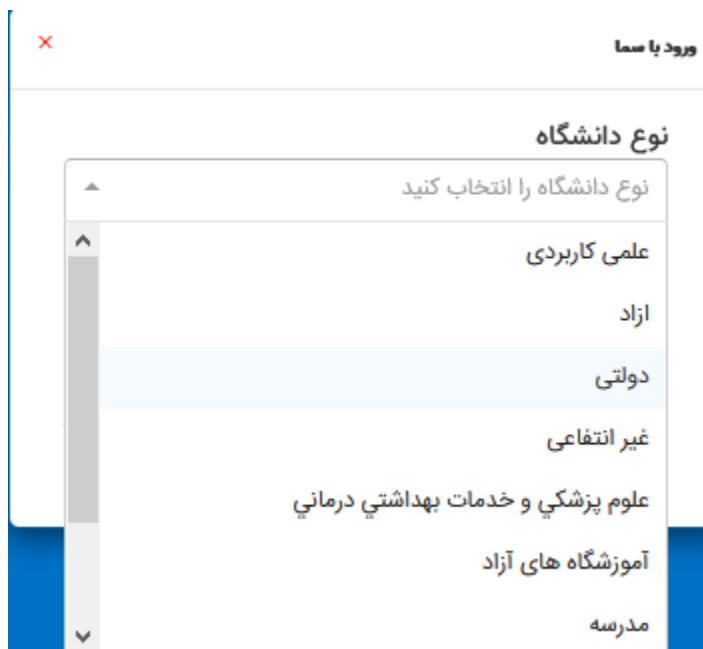 ورود با سما
نوع دانشگاه
نوع دانشگاه را انتخاب کنید
علمی کاربردی
ازاد
دولتی
غیر انتفاعی
علوم پزشكي و خدمات بهداشتي درماني
آموزشگاه های آزاد
مدرسه